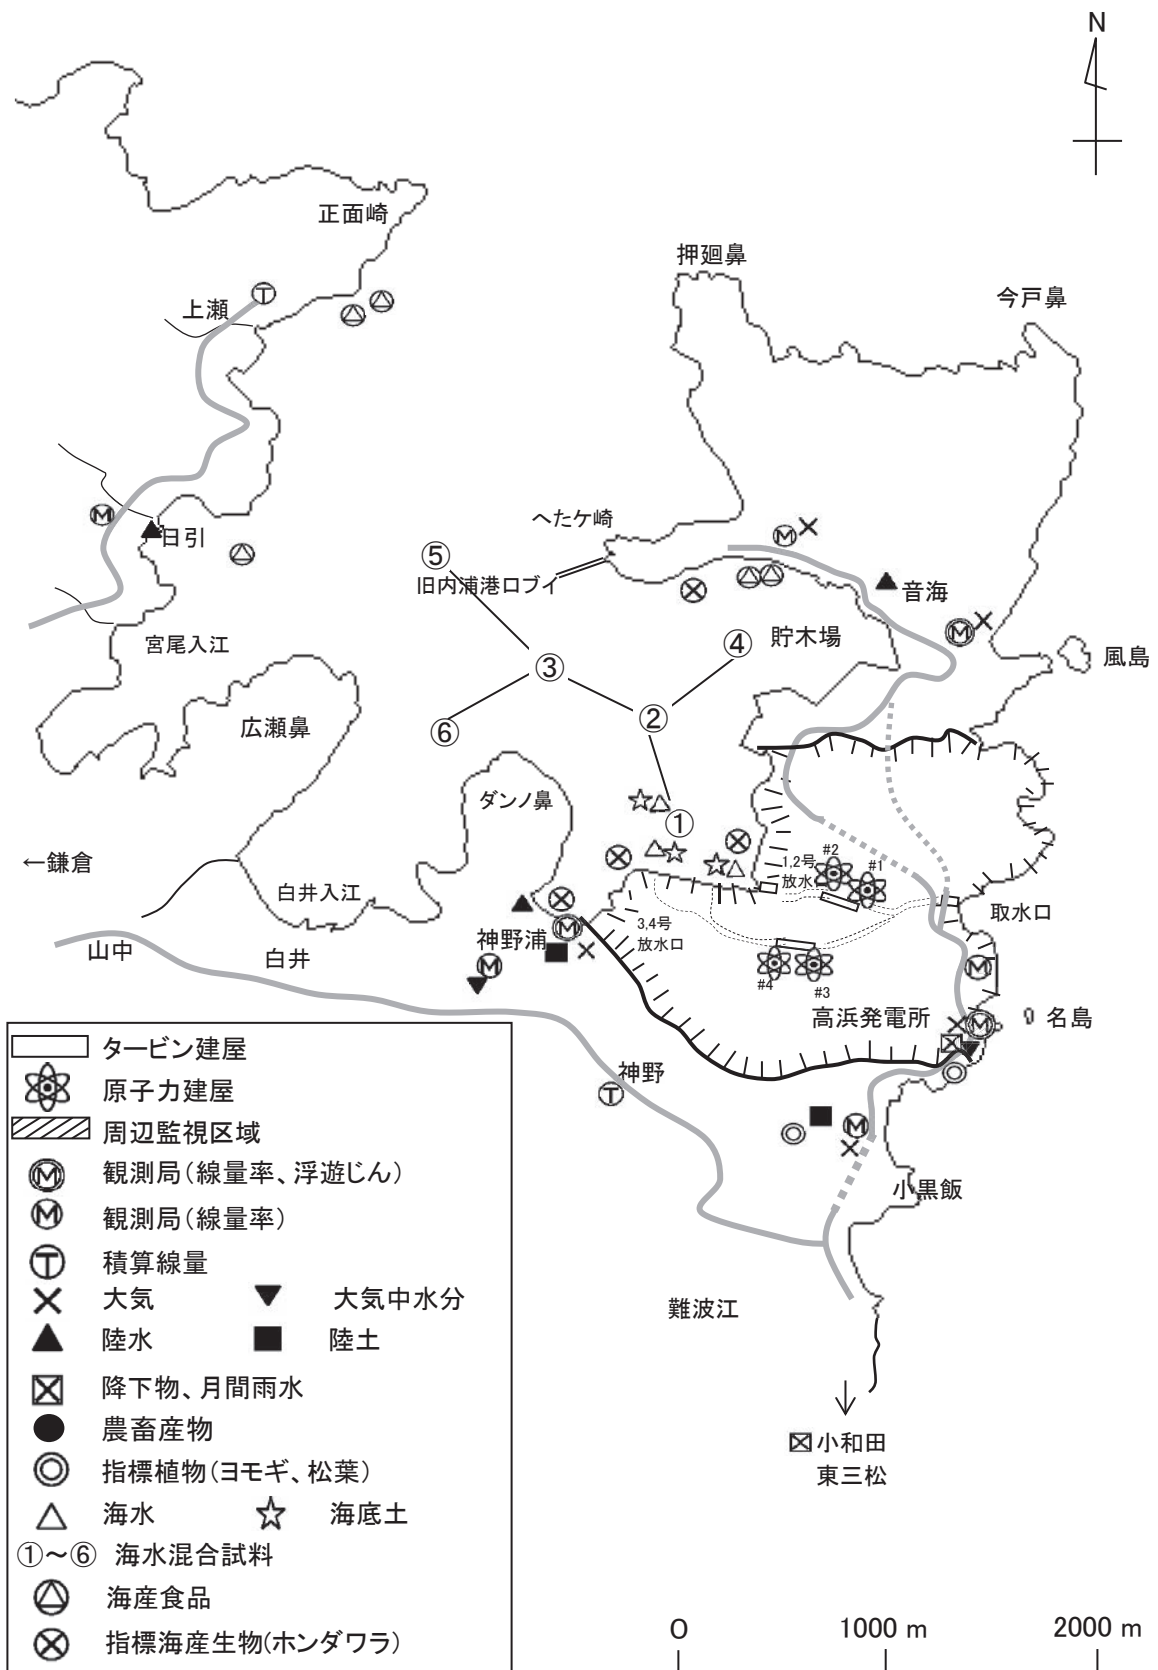 N
正面崎
押廻鼻
今戸鼻
上瀬
T
M
日引
へたケ崎
M
⑤
旧内浦港口ブイ
音海
M
④
貯木場
風島
宮尾入江
③
②
広瀬鼻
⑥
ダンノ鼻
①
←鎌倉
#2
1,2号
#1
放水口
白井入江
取水口
3,4号
M
神野浦
放水口
山中
白井
M
M
#4
#3
高浜発電所
M
名島
神野
T
M
小黒飯
難波江
小和田
東三松
タービン建屋
原子力建屋
周辺監視区域
M 観測局(線量率、浮遊じん)
M 観測局(線量率)
T 積算線量
大気 大気中水分
陸水 陸土
降下物、月間雨水
農畜産物
指標植物(ヨモギ、松葉)
海水 海底土
①～⑥ 海水混合試料
海産食品
指標海産生物(ホンダワラ)
O 1000 m 2000 m